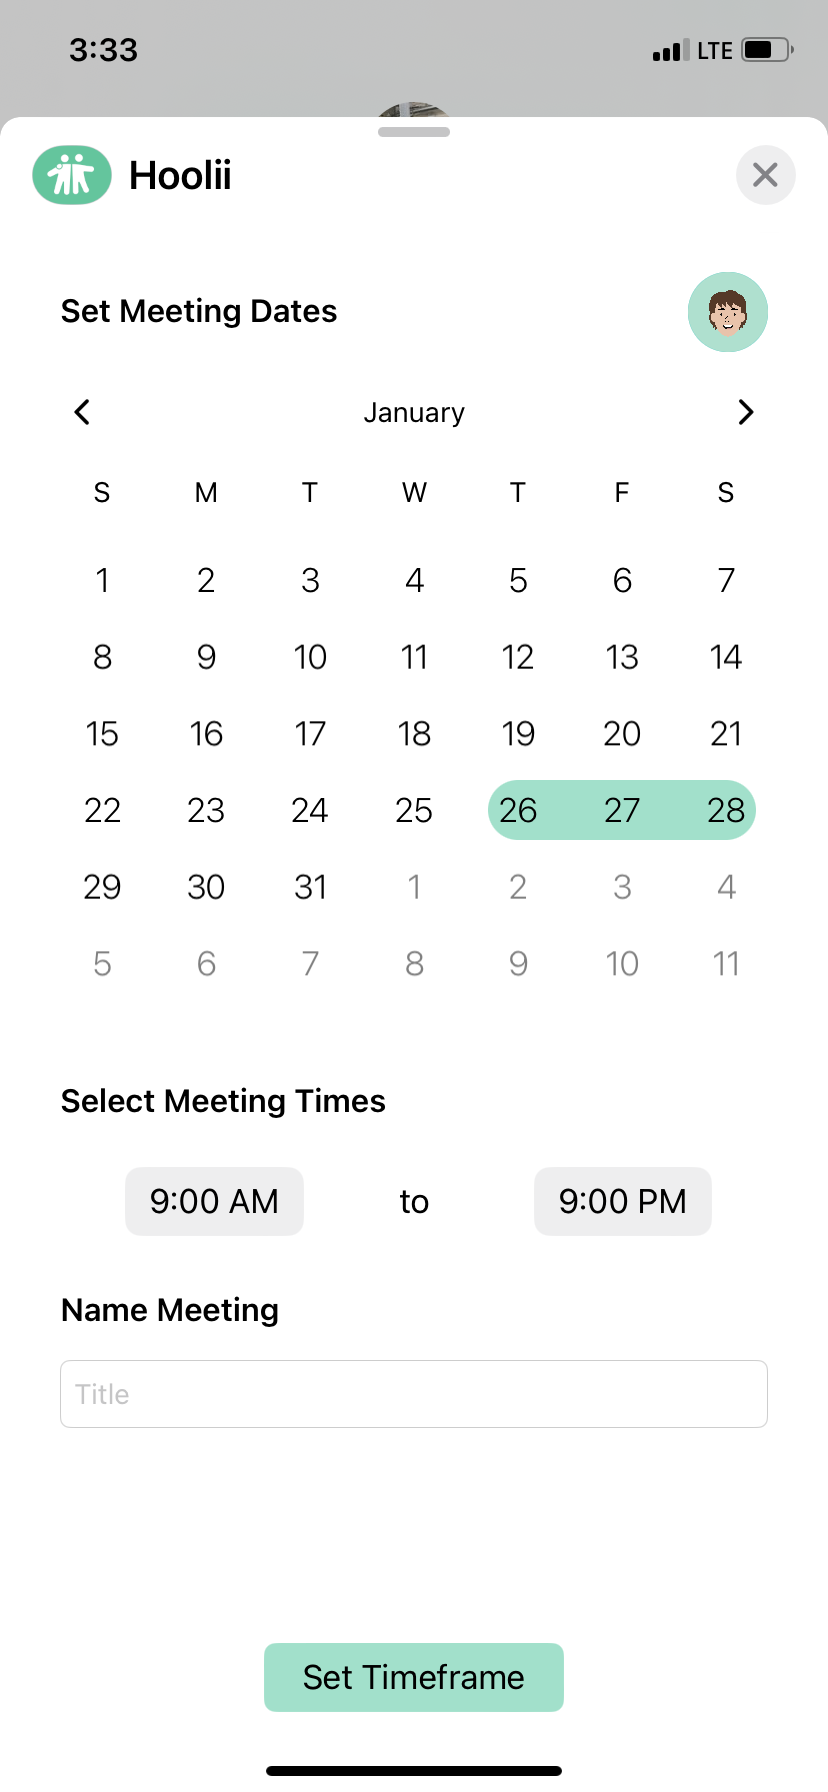 3:33 LTE
Hoolii
Set Meeting Dates
January
S M T W T F S
1 2 3 4 5 6 7
8 9 10 11 12 13 14
15 16 17 18 19 20 21
22 23 24 25 26 27 28
29 30 31 1 2 3 4
5 6 7 8 9 10 11
Select Meeting Times
9:00 AM to 9:00 PM
Name Meeting
Title
Set Timeframe